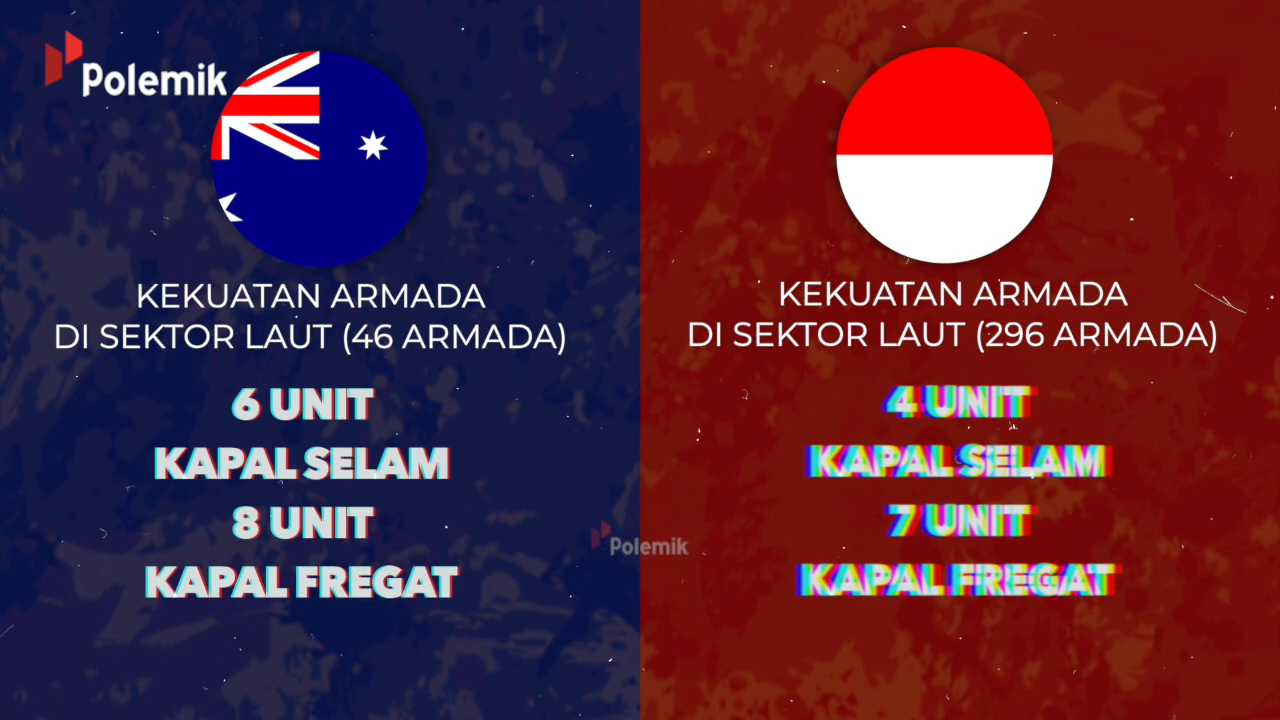 Polemik
KEKUATAN ARMADA
DI SEKTOR LAUT (46 ARMADA)
6 UNIT
KAPAL SELAM
8 UNIT
KAPAL FREGAT
KEKUATAN ARMADA
DI SEKTOR LAUT (296 ARMADA)
4 UNIT
KAPAL SELAM
7 UNIT
KAPAL FREGAT
Polemik